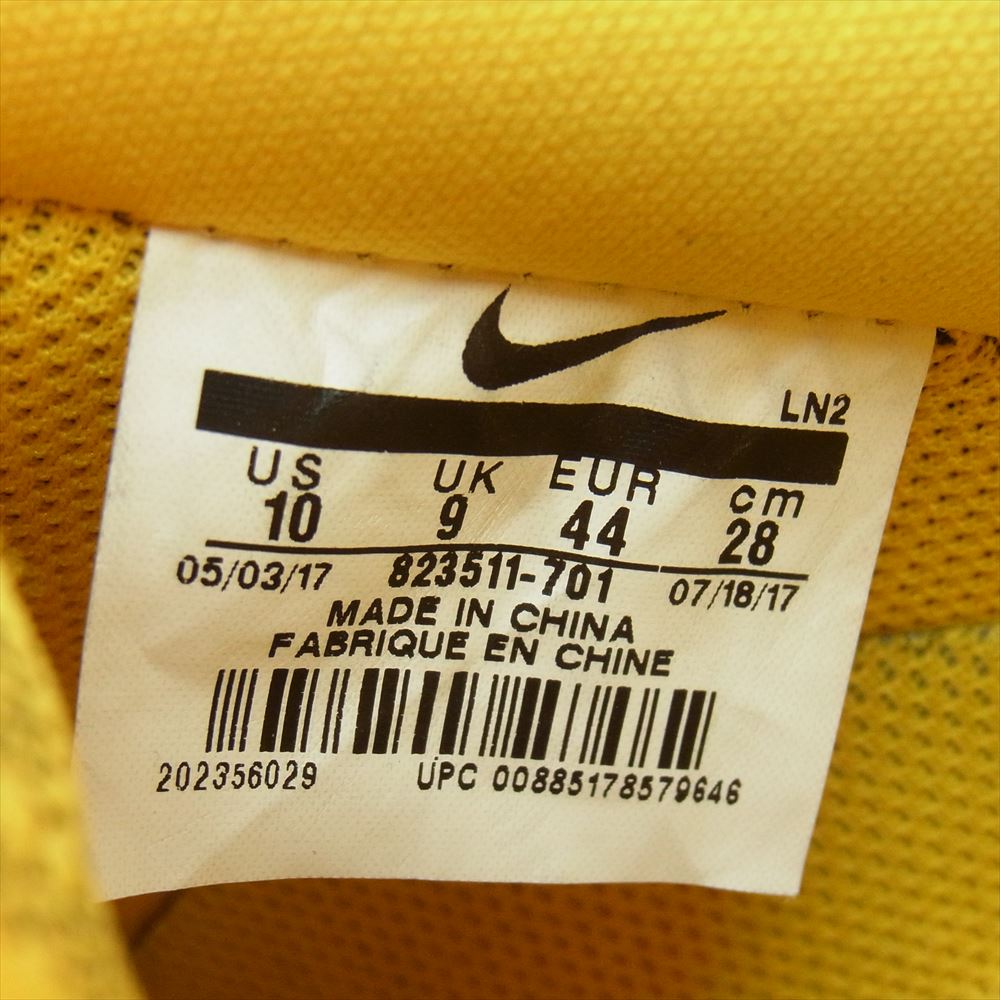 LN2
US UK EUR cm
10 9 44 28
05/03/17 823511-701 07/18/17
MADE IN CHINA
FABRIQUE EN CHINE
202356029 UPC 00885178579646